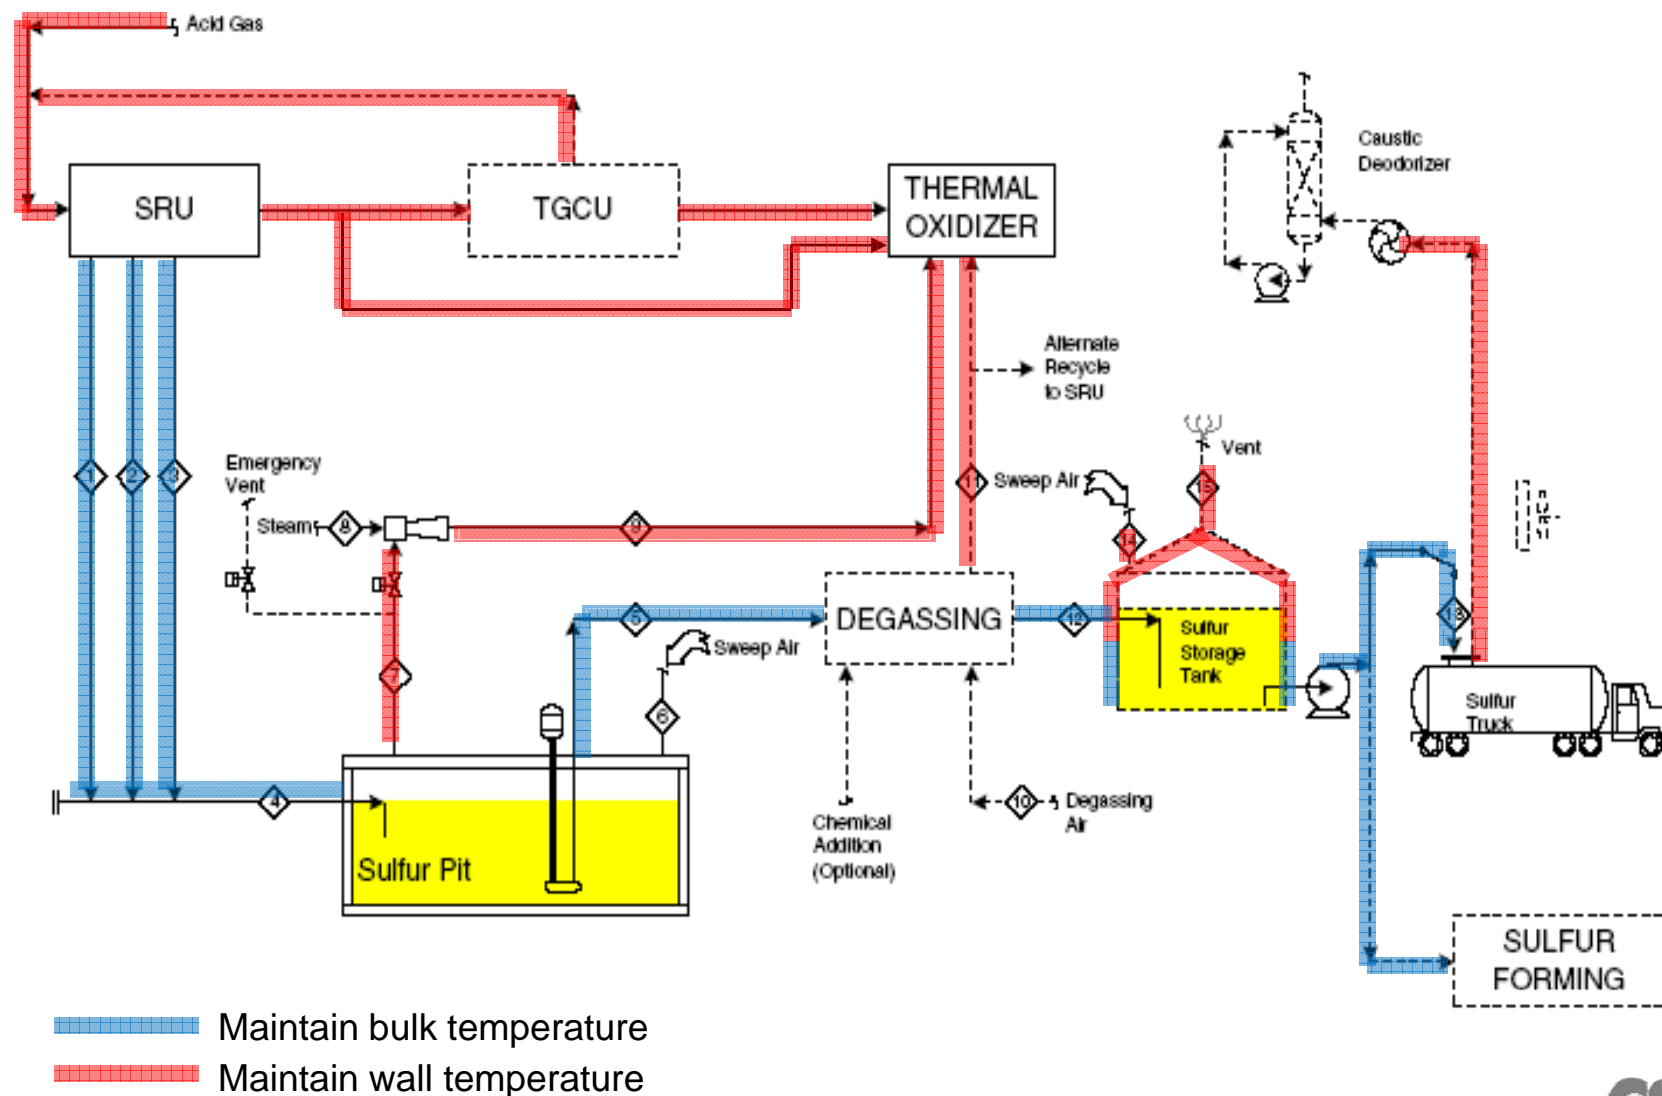 Acid Gas
SRU
TGCU
THERMAL
OXIDIZER
Caustic
Deodorizer
Alternate
Recycle
to SRU
Emergency
Vent
Steam
8
9
1
2
3
11
Sweep Air
Vent
15
14
7
5
Sweep Air
6
DEGASSING
12
Sulfur
Storage
Tank
13
Sulfur
Truck
4
Sulfur Pit
Chemical
Addition
(Optional)
10
Degassing
Air
SULFUR
FORMING
Maintain bulk temperature
Maintain wall temperature